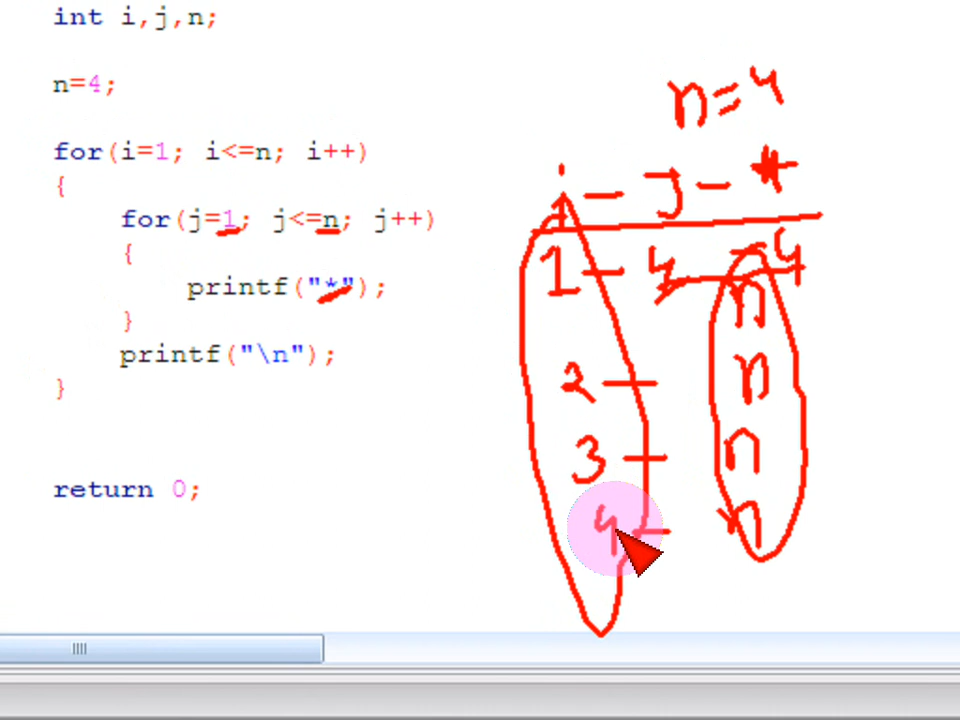 int i,j,n;
n=4;
n=4
for(i=1; i<=n; i++)
{
i - J - *
for(j=1; j<=n; j++)
{
1 - 4 - 4
printf("*");
n
}
printf("\n");
2 - n
}
3 - n
return 0;
4 - n